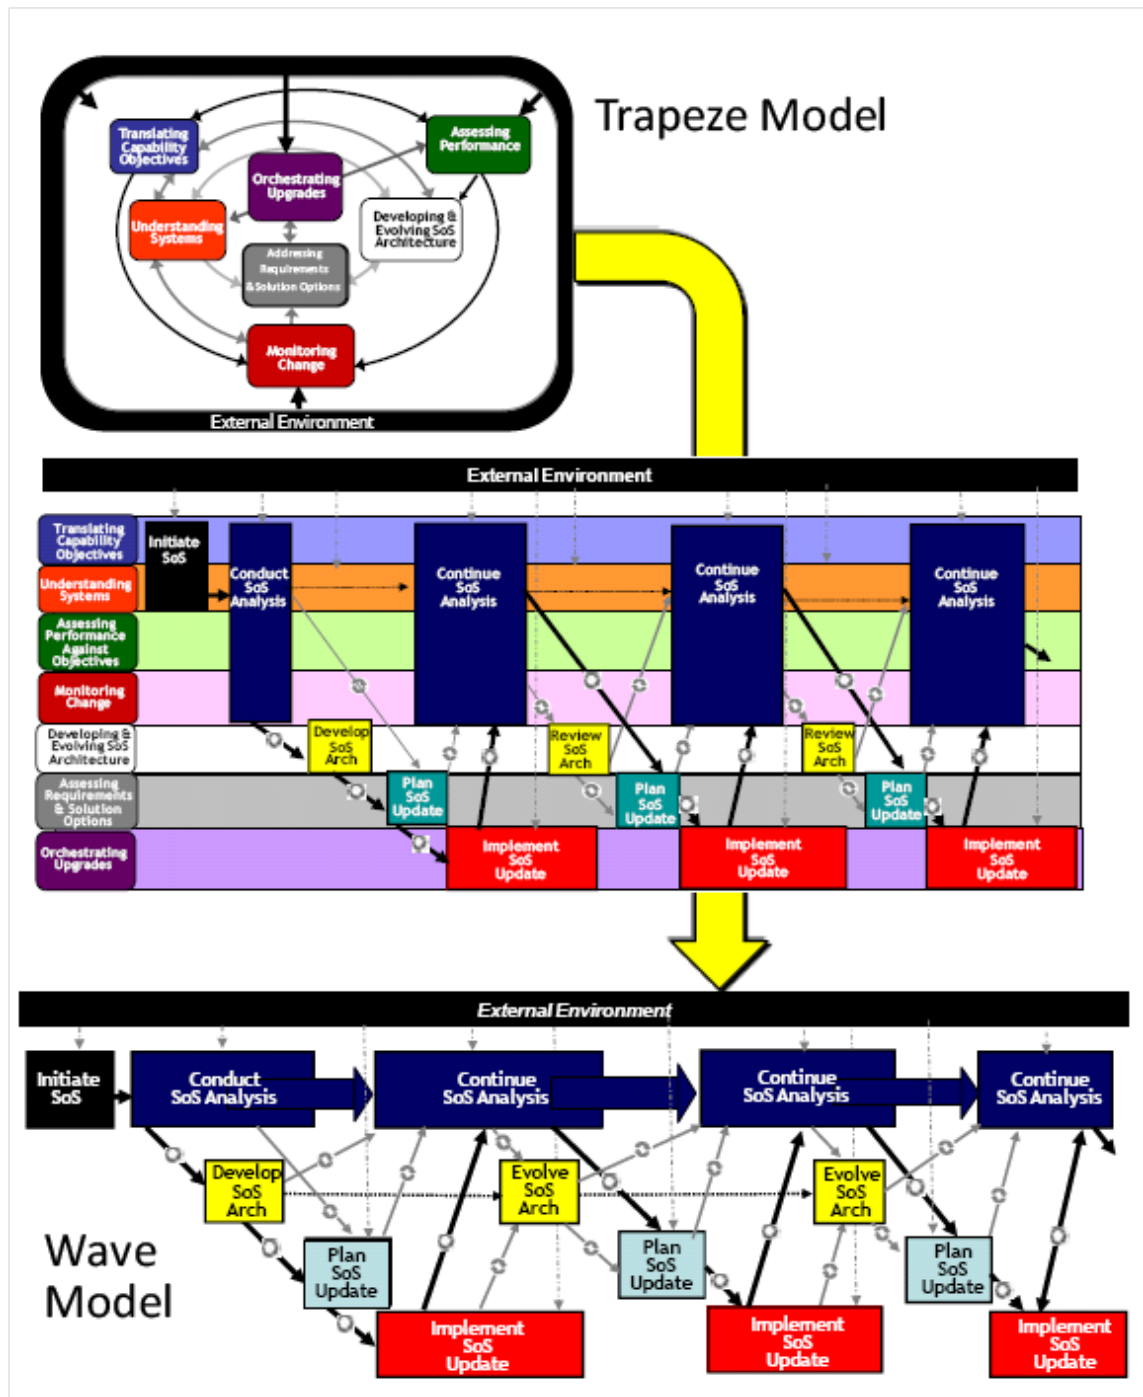 Trapeze Model
Translating
Capability
Objectives
Assessing
Performance
Orchestrating
Upgrades
Understanding
Systems
Developing &
Evolving SoS
Architecture
Addressing
Requirements
& Solution Options
Monitoring
Change
External Environment
External Environment
Translating
Capability
Objectives
Understanding
Systems
Assessing
Performance
Against
Objectives
Monitoring
Change
Developing &
Evolving SoS
Architecture
Assessing
Requirements
& Solution
Options
Orchestrating
Upgrades
Initiate
SoS
Conduct
SoS
Analysis
Continue
SoS
Analysis
Continue
SoS
Analysis
Continue
SoS
Analysis
Develop
SoS
Arch
Review
SoS
Arch
Review
SoS
Arch
Plan
SoS
Update
Plan
SoS
Update
Plan
SoS
Update
Implement
SoS
Update
Implement
SoS
Update
Implement
SoS
Update
External Environment
Initiate
SoS
Conduct
SoS Analysis
Continue
SoS Analysis
Continue
SoS Analysis
Continue
SoS Analysis
Develop
SoS
Arch
Evolve
SoS
Arch
Evolve
SoS
Arch
Wave
Model
Plan
SoS
Update
Plan
SoS
Update
Plan
SoS
Update
Implement
SoS
Update
Implement
SoS
Update
Implement
SoS
Update